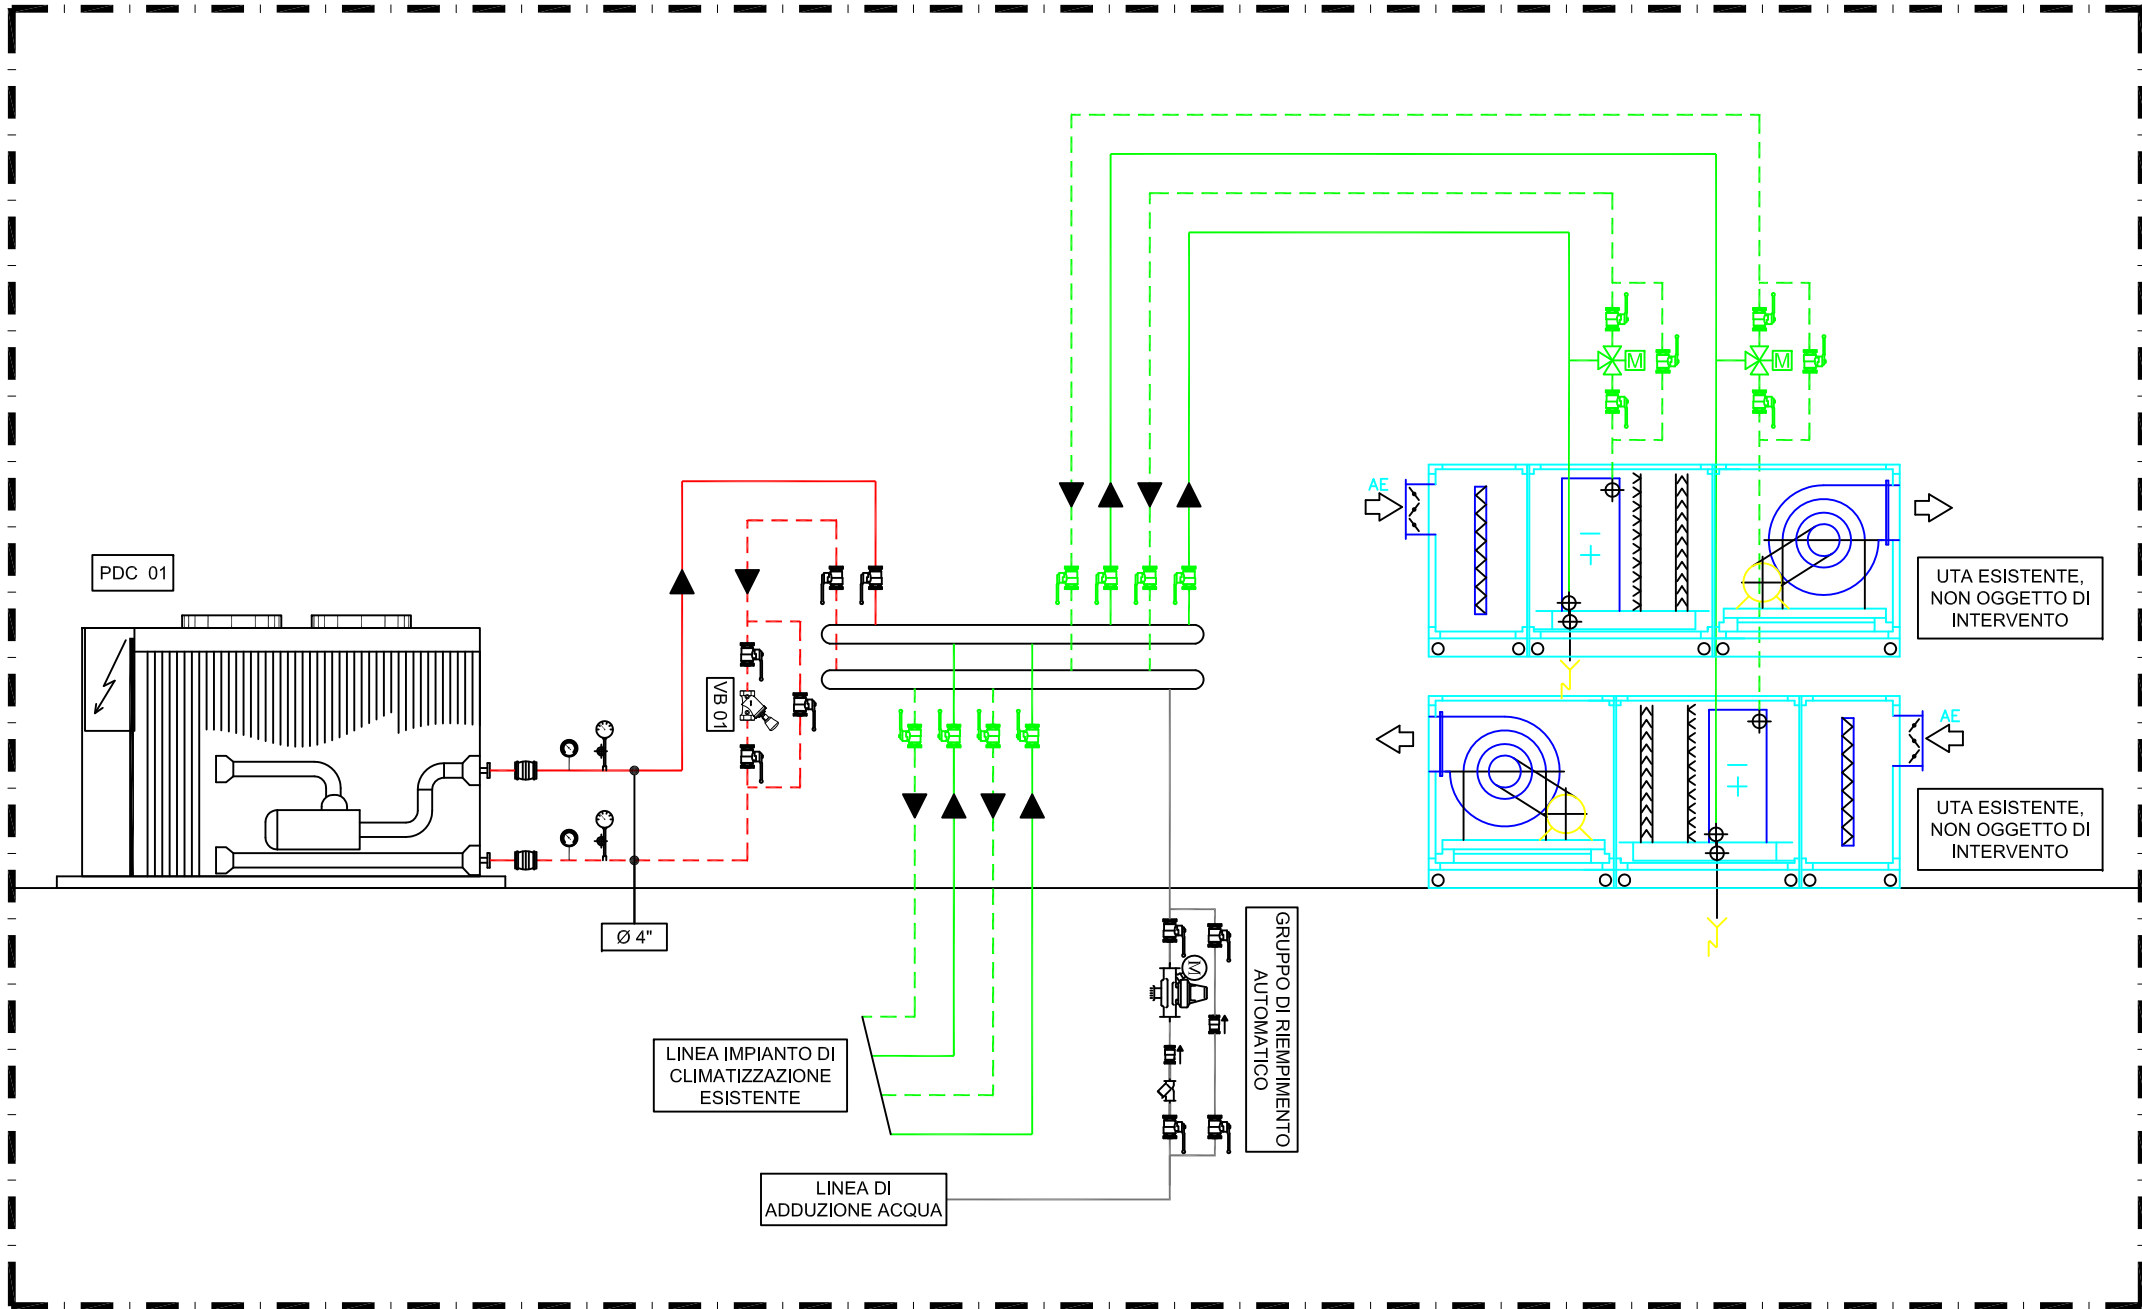 AE
M
M
PDC 01
UTA ESISTENTE,
NON OGGETTO DI
INTERVENTO
VB 01
AE
UTA ESISTENTE,
NON OGGETTO DI
INTERVENTO
Ø 4"
M
GRUPPO DI RIEMPIMENTO
AUTOMATICO
LINEA IMPIANTO DI
CLIMATIZZAZIONE
ESISTENTE
LINEA DI
ADDUZIONE ACQUA